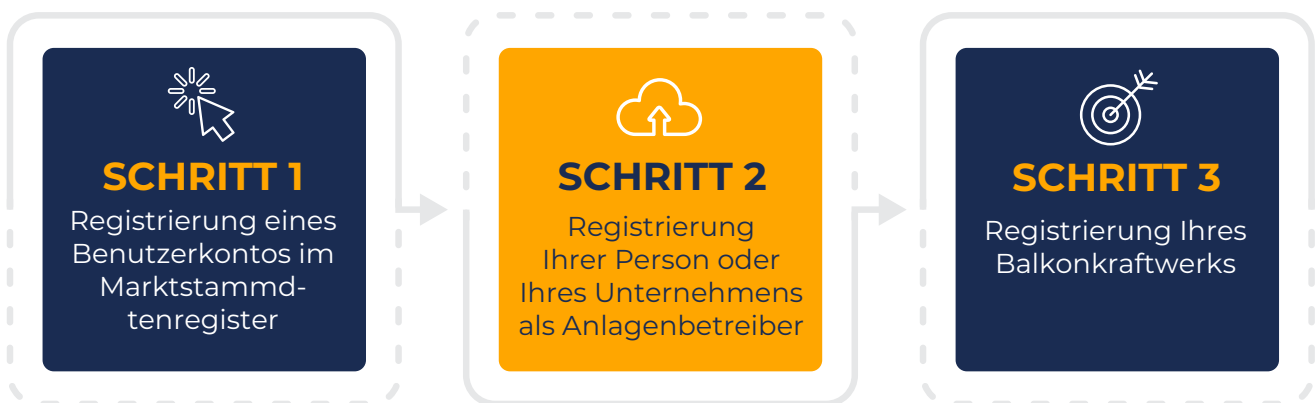 SCHRITT 1
Registrierung eines
Benutzerkontos im
Marktstammd-
tenregister
SCHRITT 2
Registrierung
Ihrer Person oder
Ihres Unternehmens
als Anlagenbetreiber
SCHRITT 3
Registrierung Ihres
Balkonkraftwerks